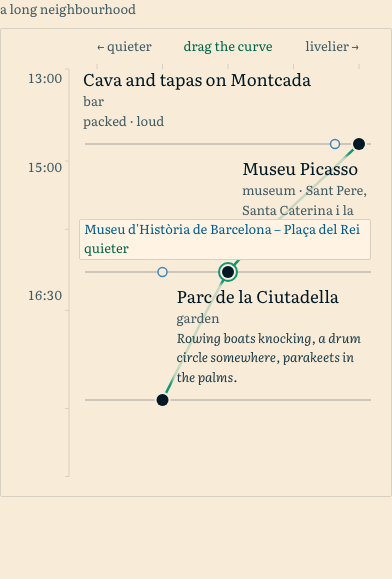 a long neighbourhood
← quieter drag the curve livelier →
13:00
Cava and tapas on Montcada
bar
packed · loud
15:00
Museu Picasso
museum · Sant Pere,
Santa Caterina i la
Museu d'Història de Barcelona – Plaça del Rei
quieter
16:30
Parc de la Ciutadella
garden
Rowing boats knocking, a drum
circle somewhere, parakeets in
the palms.